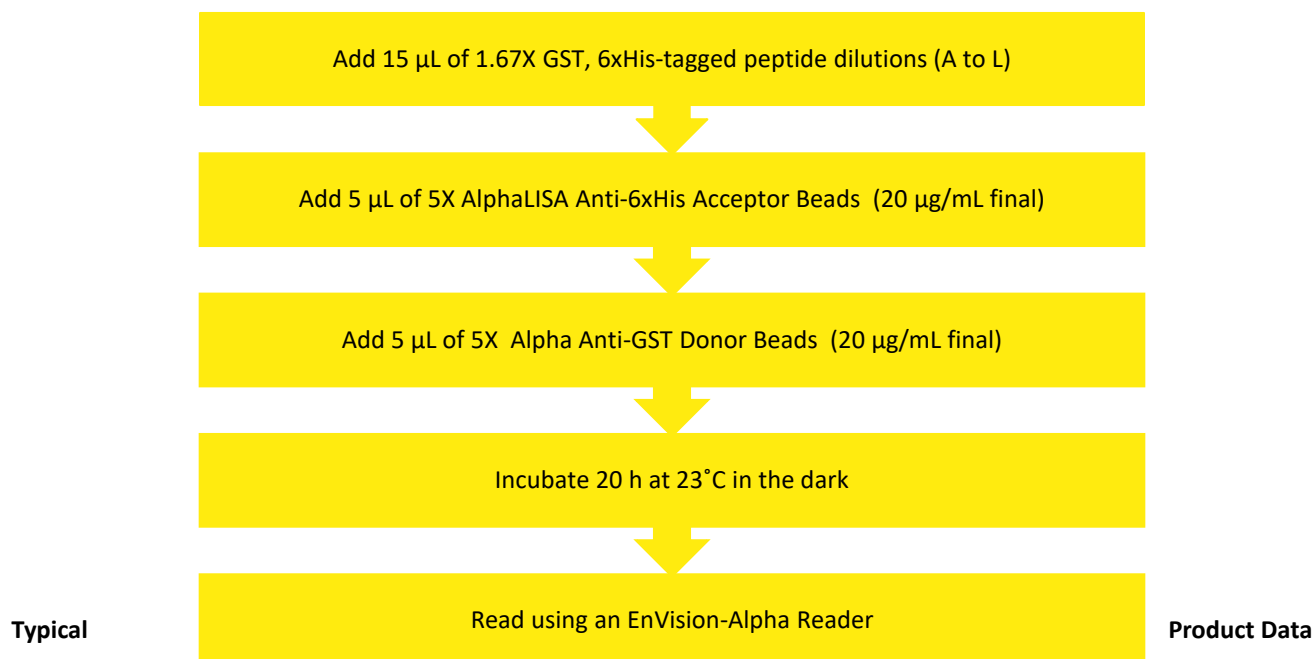 Add 15 µL of 1.67X GST, 6xHis-tagged peptide dilutions (A to L)
Add 5 µL of 5X AlphaLISA Anti-6xHis Acceptor Beads (20 µg/mL final)
Add 5 µL of 5X Alpha Anti-GST Donor Beads (20 µg/mL final)
Incubate 20 h at 23˚C in the dark
Read using an EnVision-Alpha Reader
Typical
Product Data